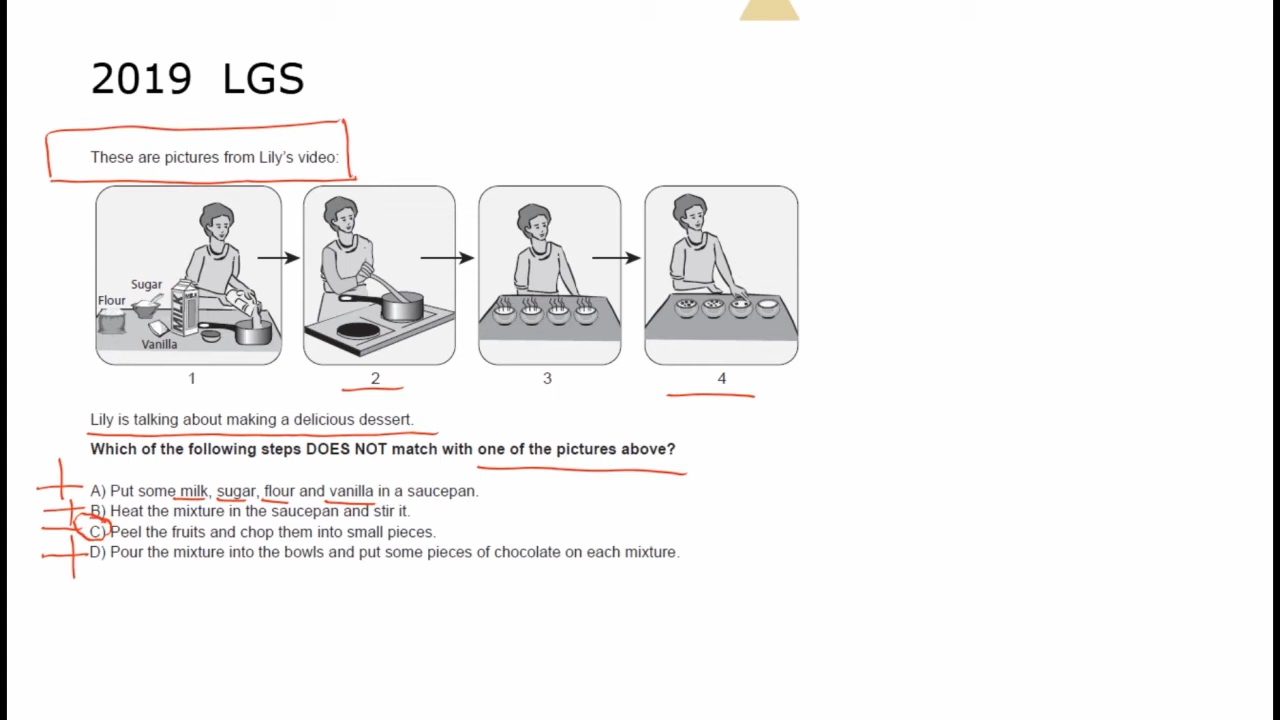 2019 LGS
These are pictures from Lily's video:
Sugar
Flour
MILK
Vanilla
1
2
3
4
Lily is talking about making a delicious dessert.
Which of the following steps DOES NOT match with one of the pictures above?
A) Put some milk, sugar, flour and vanilla in a saucepan.
B) Heat the mixture in the saucepan and stir it.
C) Peel the fruits and chop them into small pieces.
D) Pour the mixture into the bowls and put some pieces of chocolate on each mixture.